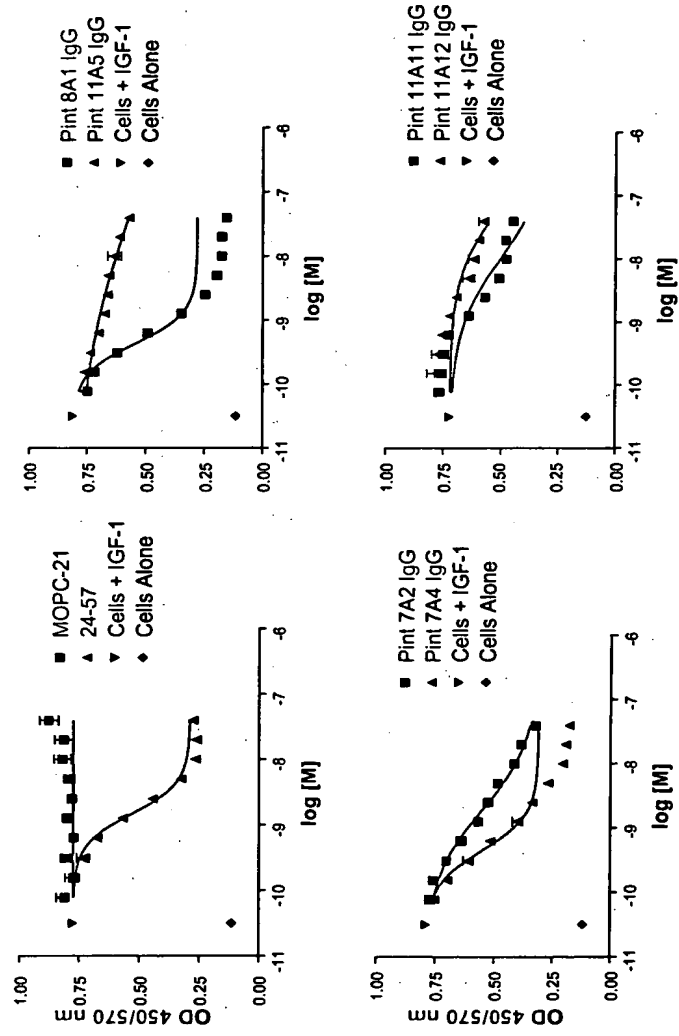 OD 450/570 nm
1.00
0.75
0.50
0.25
0.00
-11
-10
-9
-8
-7
-6
log [M]
MOPC-21
24-57
Cells + IGF-1
Cells Alone
1.00
0.75
0.50
0.25
0.00
-11
-10
-9
-8
-7
-6
log [M]
Pint 8A1 IgG
Pint 11A5 IgG
Cells + IGF-1
Cells Alone
OD 450/570 nm
1.00
0.75
0.50
0.25
0.00
-11
-10
-9
-8
-7
-6
log [M]
Pint 7A2 IgG
Pint 7A4 IgG
Cells + IGF-1
Cells Alone
1.00
0.75
0.50
0.25
0.00
-11
-10
-9
-8
-7
-6
log [M]
Pint 11A11 IgG
Pint 11A12 IgG
Cells + IGF-1
Cells Alone